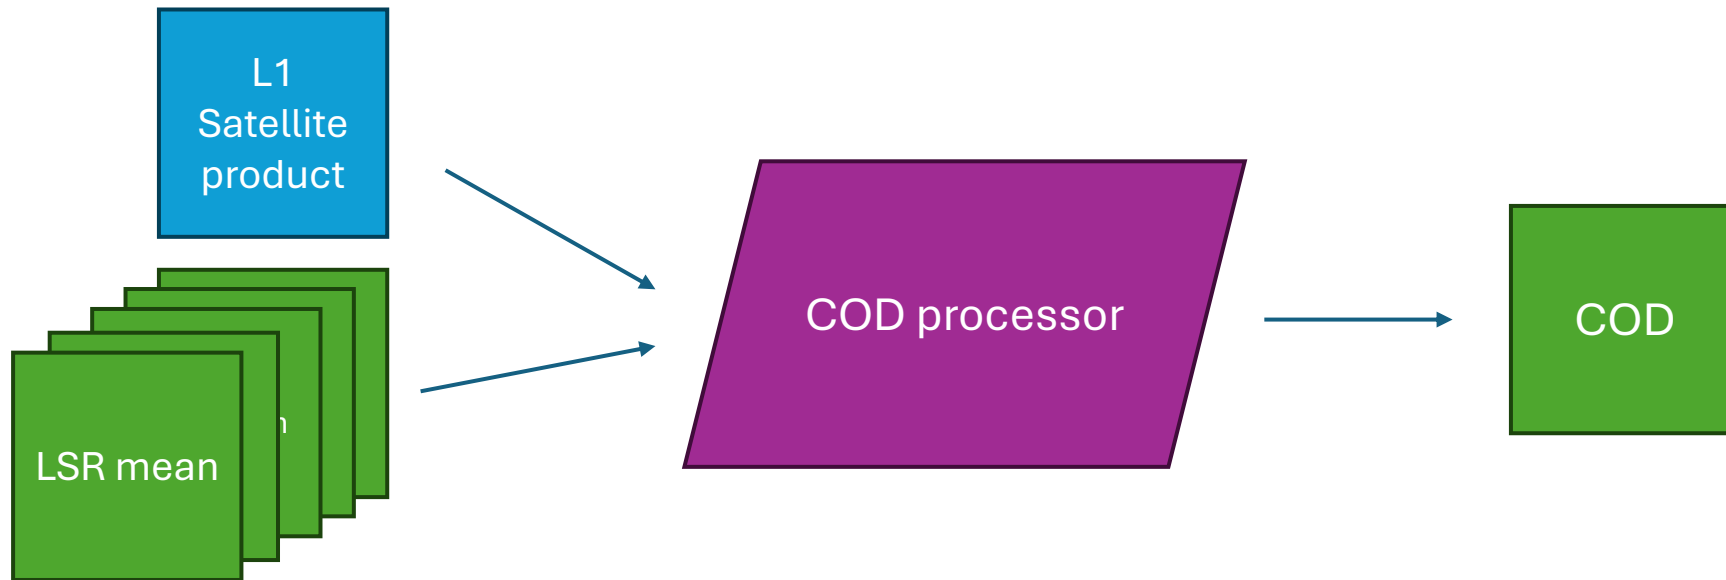 L1
Satellite
product
COD processor
COD
LSR mean